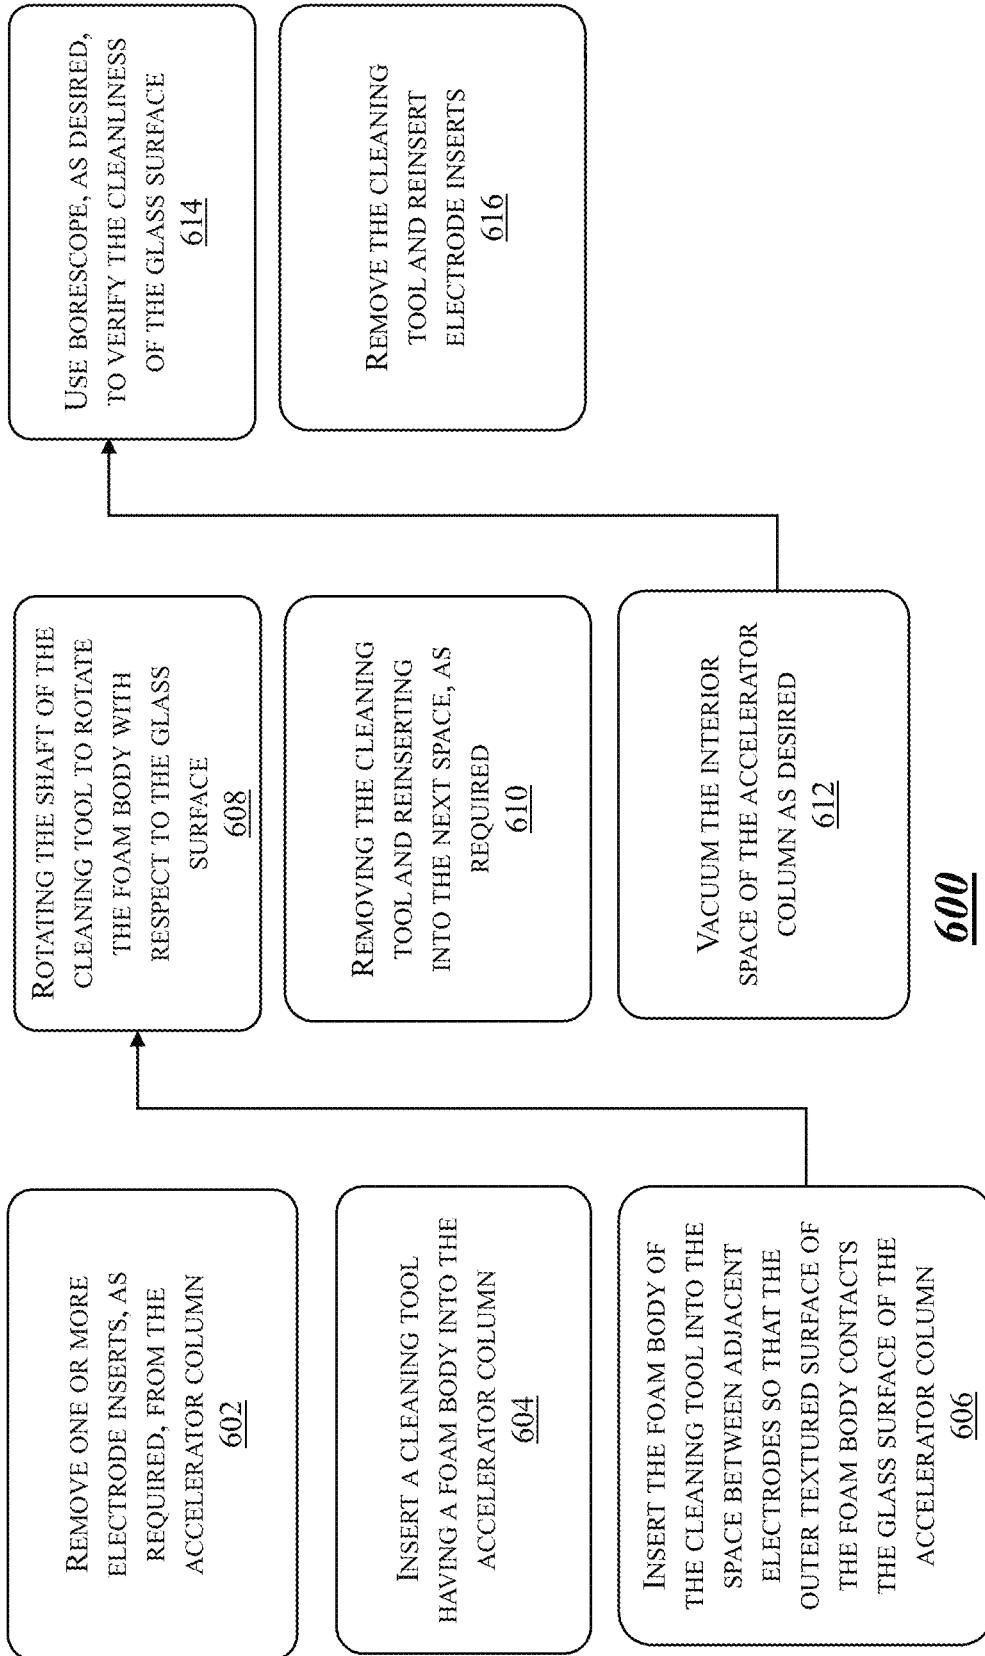 REMOVE ONE OR MORE
ELECTRODE INSERTS, AS
REQUIRED, FROM THE
ACCELERATOR COLUMN
602
INSERT A CLEANING TOOL
HAVING A FOAM BODY INTO THE
ACCELERATOR COLUMN
604
INSERT THE FOAM BODY OF
THE CLEANING TOOL INTO THE
SPACE BETWEEN ADJACENT
ELECTRODES SO THAT THE
OUTER TEXTURED SURFACE OF
THE FOAM BODY CONTACTS
THE GLASS SURFACE OF THE
ACCELERATOR COLUMN
606
ROTATING THE SHAFT OF THE
CLEANING TOOL TO ROTATE
THE FOAM BODY WITH
RESPECT TO THE GLASS
SURFACE
608
REMOVING THE CLEANING
TOOL AND REINSERTING
INTO THE NEXT SPACE, AS
REQUIRED
610
VACUUM THE INTERIOR
SPACE OF THE ACCELERATOR
COLUMN AS DESIRED
612
USE BORESCOPE, AS DESIRED,
TO VERIFY THE CLEANLINESS
OF THE GLASS SURFACE
614
REMOVE THE CLEANING
TOOL AND REINSERT
ELECTRODE INSERTS
616
600